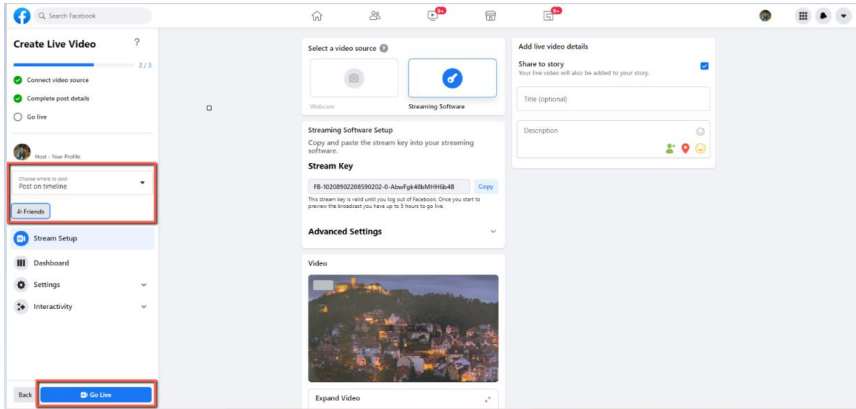 Search Facebook
9+
9+
Create Live Video
?
2 / 3
Connect video source
Complete post details
Go live
Host - Your Profile
Choose where to post
Post on timeline
Friends
Stream Setup
Dashboard
Settings
Interactivity
Back
Go Live
Select a video source
Webcam
Streaming Software
Streaming Software Setup
Copy and paste the stream key into your streaming
software.
Stream Key
FB-10208902208590202-0-AbwFgk40bMHH6b4B
Copy
This stream key is valid until you log out of Facebook. Once you start to
preview the broadcast you have up to 5 hours to go live.
Advanced Settings
Video
Expand Video
Add live video details
Share to story
Your live video will also be added to your story.
Title (optional)
Description